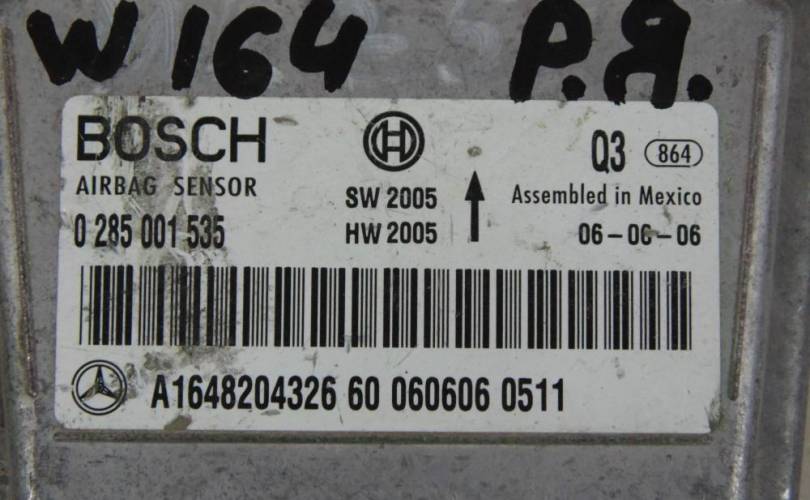 W164 Р.Я.
BOSCH
Q3 864
AIRBAG SENSOR
SW 2005
Assembled in Mexico
0 285 001 535
HW 2005
06-06-06
A1648204326 60 060606 0511